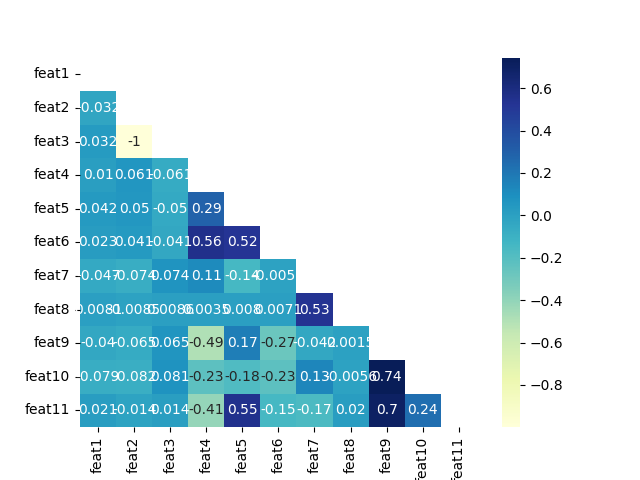 feat1
feat2 -0.032
feat3 0.032 -1
feat4 0.01 0.061 -0.061
feat5 0.042 0.05 -0.05 0.29
feat6 0.023 0.041 -0.041 0.56 0.52
feat7 -0.047 -0.074 0.074 0.11 -0.14
feat8 0.53
feat9 -0.04 -0.065 0.065 -0.49 0.17 -0.27 -0.042
feat10 -0.079 -0.082 0.081 -0.23 -0.18 -0.23 0.13 0.0056 0.74
feat11 -0.021 -0.014 0.014 -0.41 0.55 -0.15 -0.17 0.02 0.7 0.24
feat1 feat2 feat3 feat4 feat5 feat6 feat7 feat8 feat9 feat10 feat11
0.6
0.4
0.2
0.0
−0.2
−0.4
−0.6
−0.8